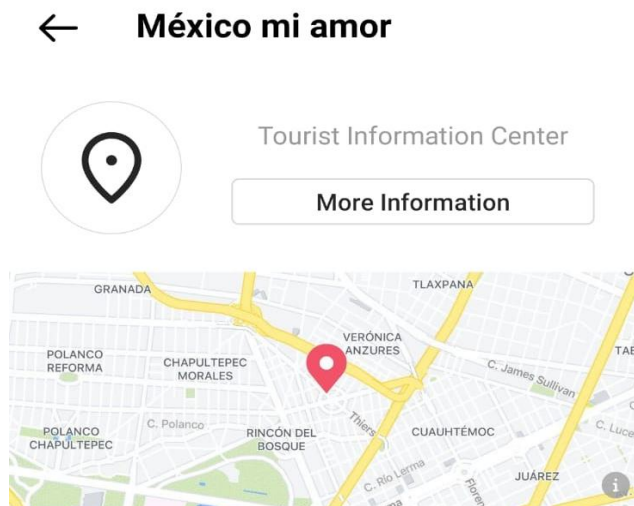 México mi amor
Tourist Information Center
More Information
GRANADA
TLAXPANA
VERÓNICA
ANZURES
POLANCO
REFORMA
CHAPULTEPEC
MORALES
C. James Sullivan
C. Polanco
Thiers
POLANCO
CHAPULTEPEC
RINCÓN DEL
BOSQUE
CUAUHTÉMOC
C. Luce
C. Río Lerma
JUÁREZ
Floren
i